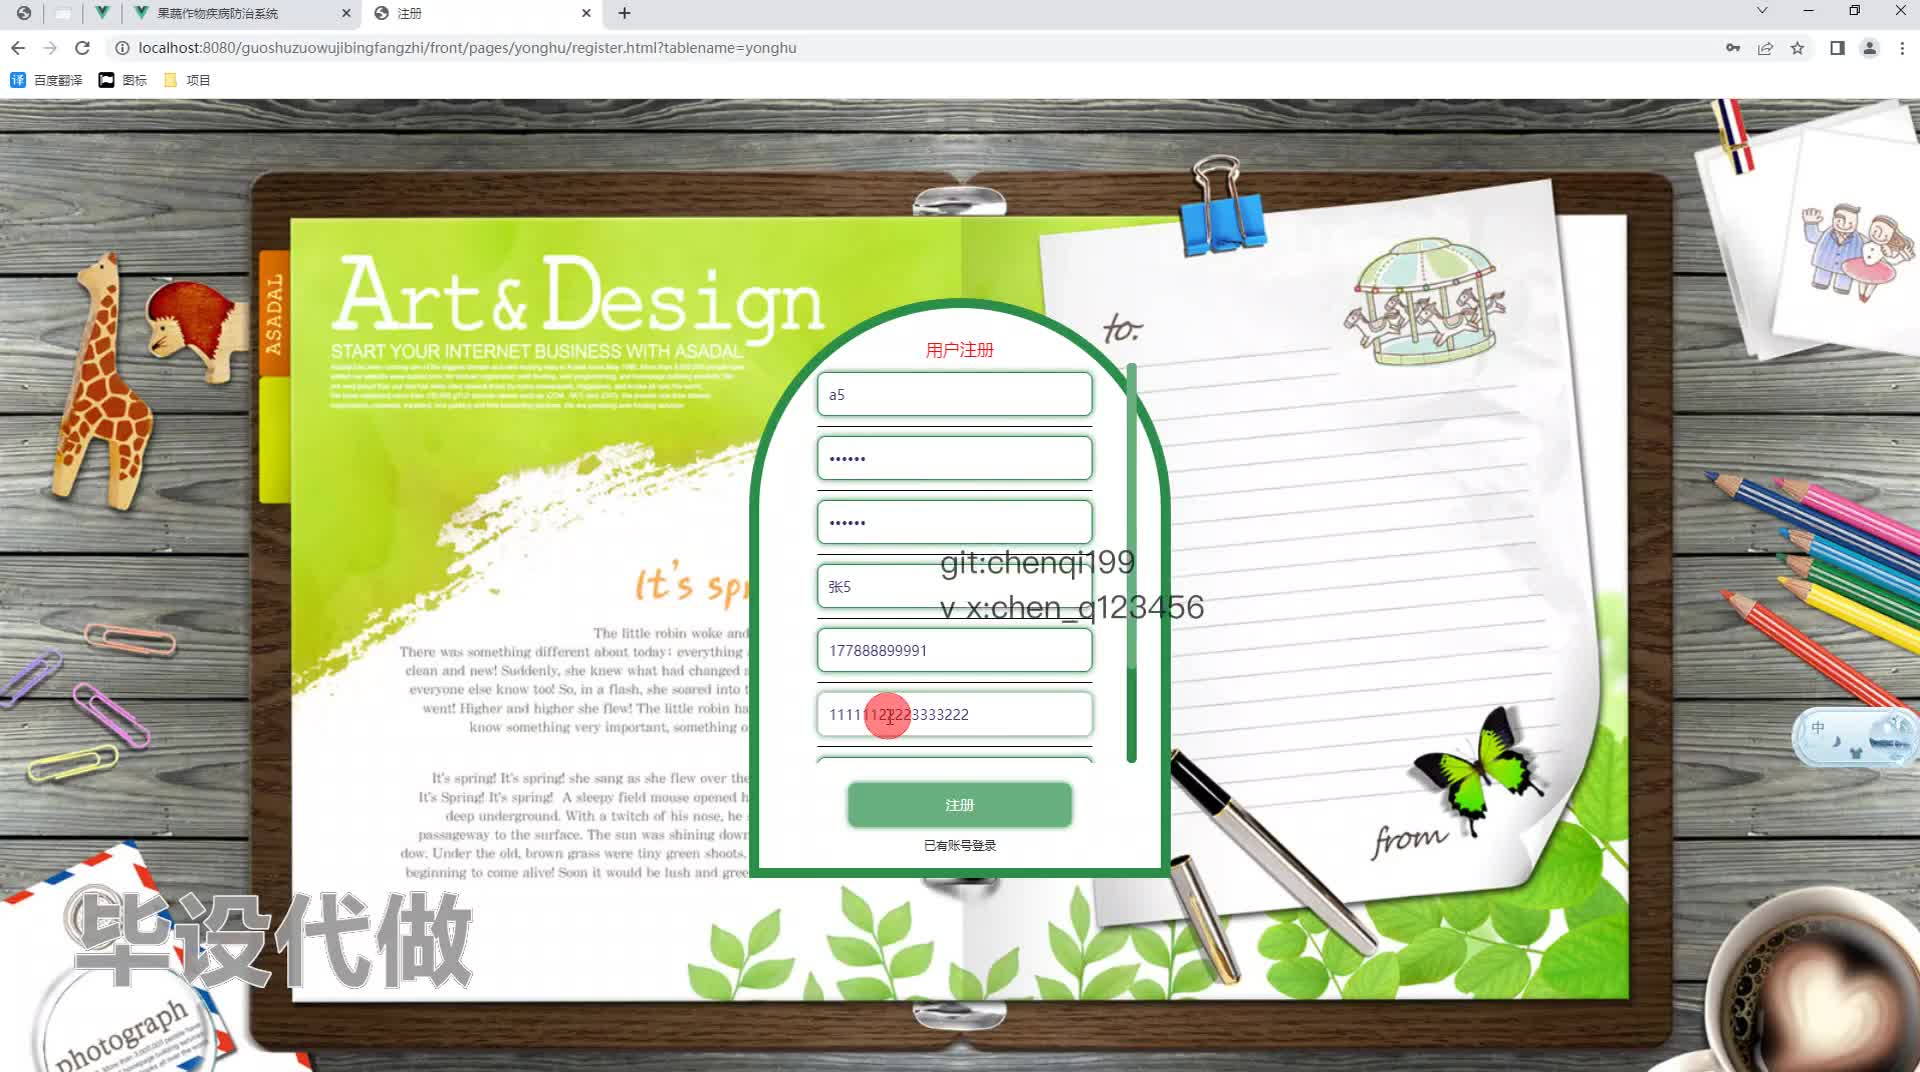 果蔬作物疾病防治系统
注册
localhost:8080/guoshuzuowujibingfangzhi/front/pages/yonghu/register.html?tablename=yonghu
百度翻译
图标
项目
ASADAL
Art&Design
START YOUR INTERNET BUSINESS WITH ASADAL
to:
用户注册
a5
••••••
••••••
git:chenqi199
张5
v x:chen_q123456
177888899991
11111122223333222
It's spr
The little robin woke and
There was something different about today: everything
clean and new! Suddenly, she knew what had changed a
everyone else know too! So, in a flash, she soared into t
went! Higher and higher she flew! The little robin ha
know something very important, something o
中
It's spring! It's spring! she sang as she flew over the
It's Spring! It's spring! A sleepy field mouse opened h
deep underground. With a twitch of his nose, he
passageway to the surface. The sun was shining down
dow. Under the old, brown grass were tiny green shoots,
beginning to come alive! Soon it would be lush and gree
注册
已有账号登录
from
毕设代做
photograph